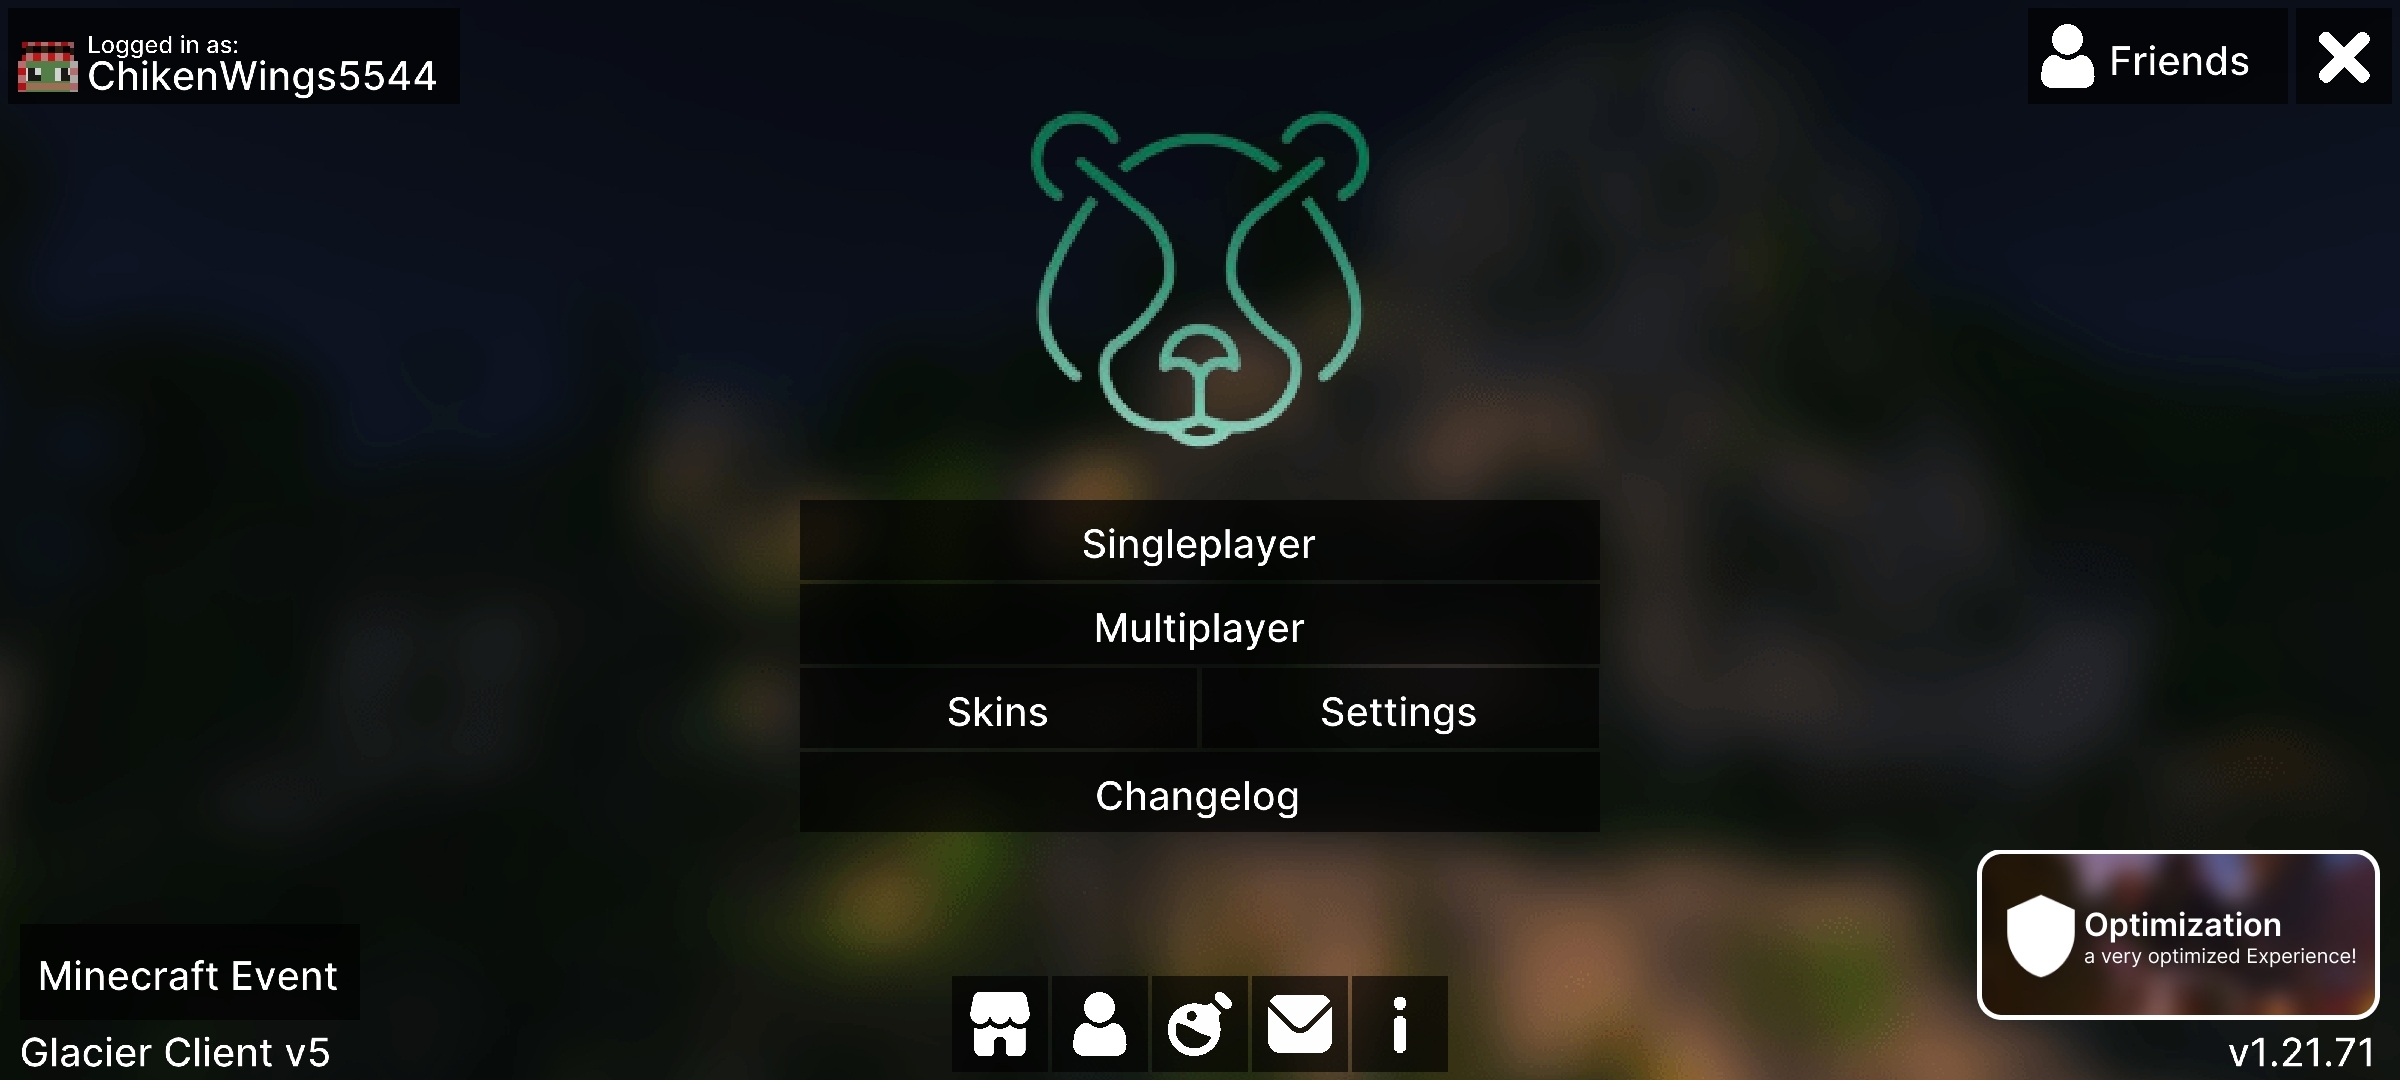 Logged in as:
ChikenWings5544
Friends
Singleplayer
Multiplayer
Skins
Settings
Changelog
Optimization
a very optimized Experience!
Minecraft Event
Glacier Client v5
v1.21.71